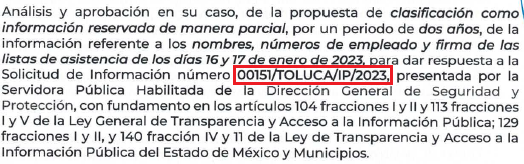 Análisis y aprobación en su caso, de la propuesta de clasificación como
información reservada de manera parcial, por un periodo de dos años, de la
información referente a los nombres, números de empleado y firma de las
listas de asistencia de los días 16 y 17 de enero de 2023, para dar respuesta a la
Solicitud de Información número 00151/TOLUCA/IP/2023, presentada por la
Servidora Pública Habilitada de la Dirección General de Seguridad y
Protección, con fundamento en los artículos 104 fracciones I y II y 113 fracciones
I y V de la Ley General de Transparencia y Acceso a la Información Pública; 129
fracciones I y II, y 140 fracción IV y 11 de la Ley de Transparencia y Acceso a la
Información Pública del Estado de México y Municipios.